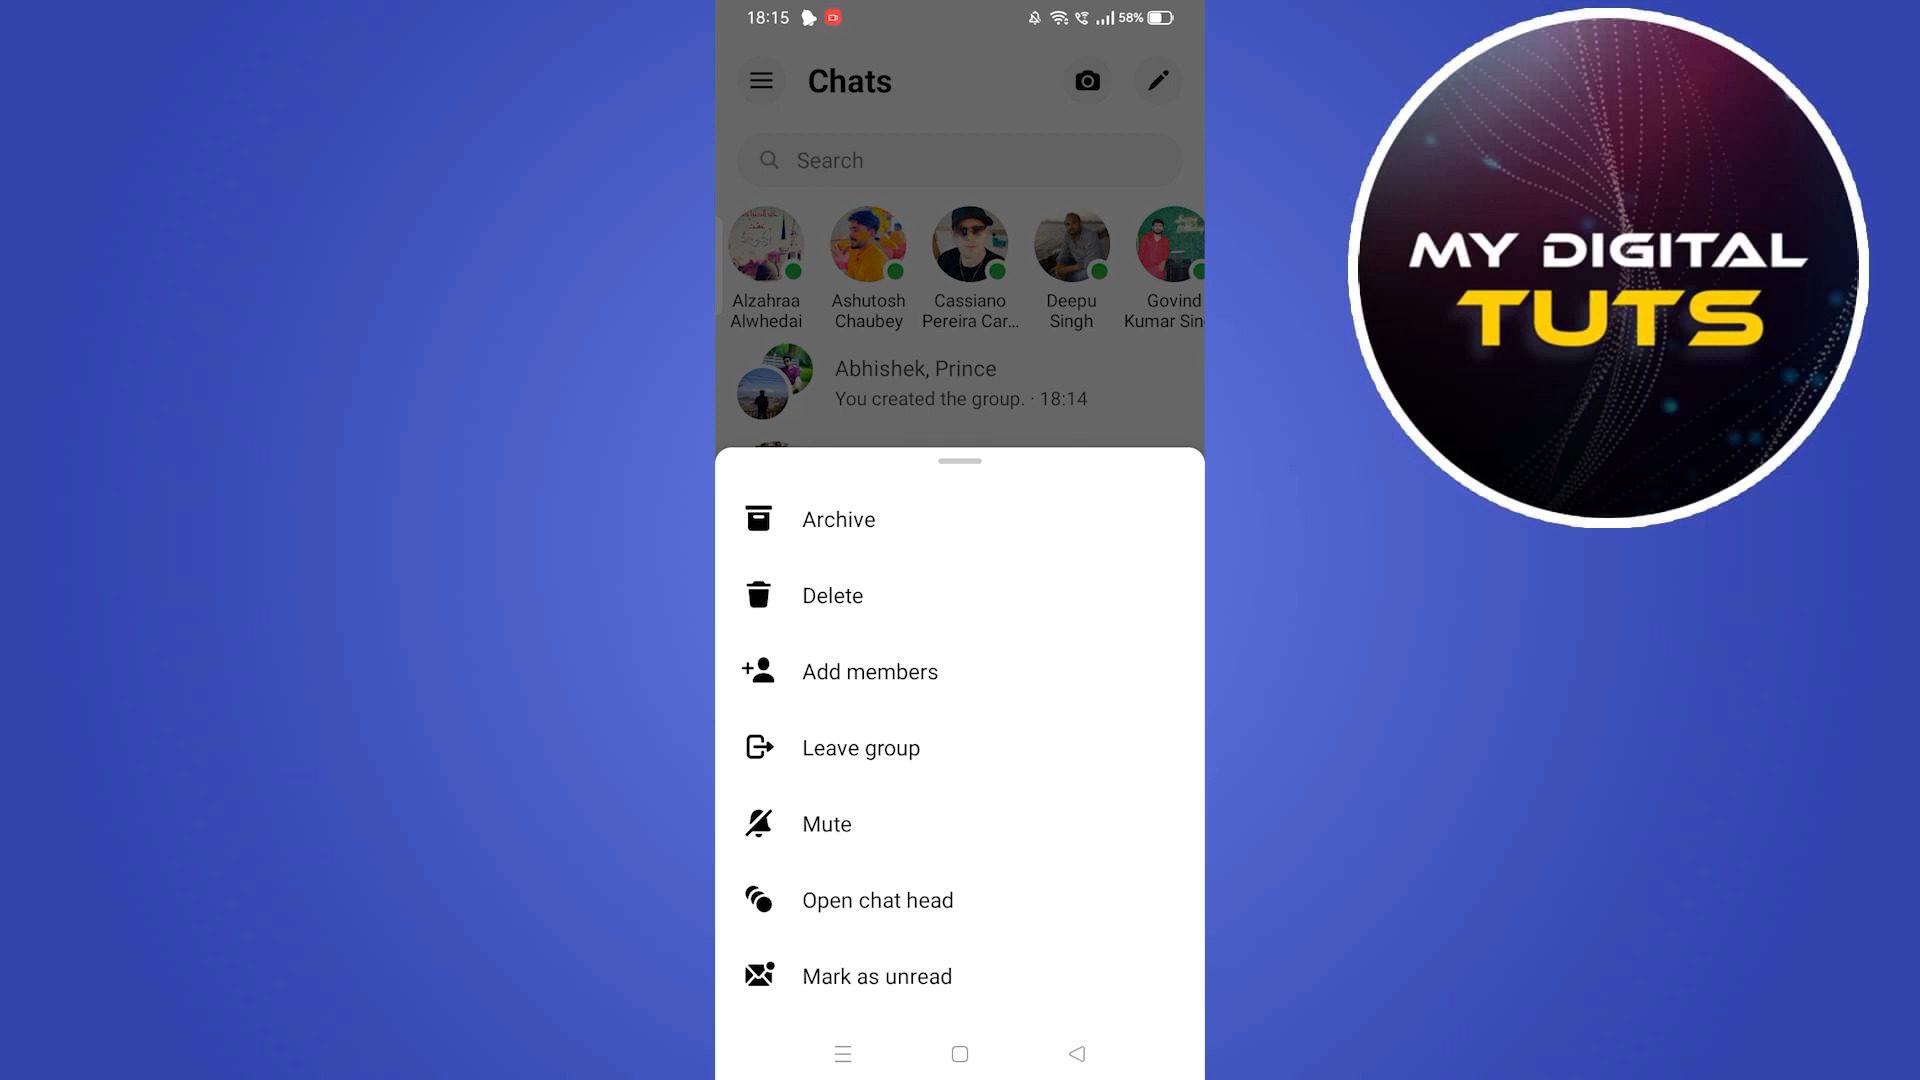 18:15
58%
Chats
Search
Alzahraa
Alwhedai
Ashutosh
Chaubey
Cassiano
Pereira Car...
Deepu
Singh
Govind
Kumar Sin
Abhishek, Prince
You created the group. · 18:14
Archive
Delete
Add members
Leave group
Mute
Open chat head
Mark as unread
MY DIGITAL
TUTS